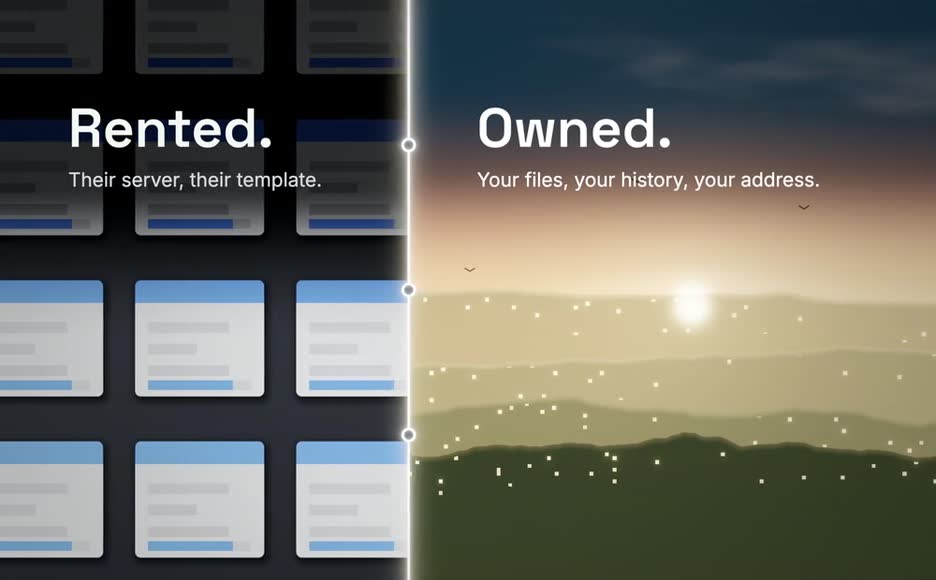 Rented.
Their server, their template.
Owned.
Your files, your history, your address.